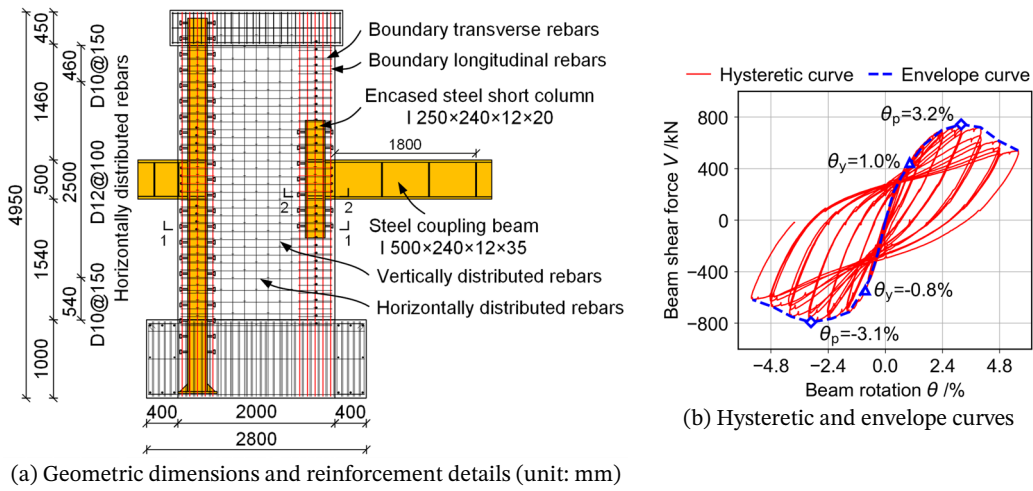 450
460
1460
500
2500
4950
1540
540
1000
D10@150
D12@100
D10@150
Horizontally distributed rebars
Boundary transverse rebars
Boundary longitudinal rebars
Encased steel short column
I 250×240×12×20
1800
2 2
1 1
Steel coupling beam
I 500×240×12×35
Vertically distributed rebars
Horizontally distributed rebars
400 2000 400
2800
(a) Geometric dimensions and reinforcement details (unit: mm)
Hysteretic curve Envelope curve
Beam shear force V /kN
800
400
0
−400
−800
θp=3.2%
θy=1.0%
θy=-0.8%
θp=-3.1%
−4.8 −2.4 0.0 2.4 4.8
Beam rotation θ /%
(b) Hysteretic and envelope curves